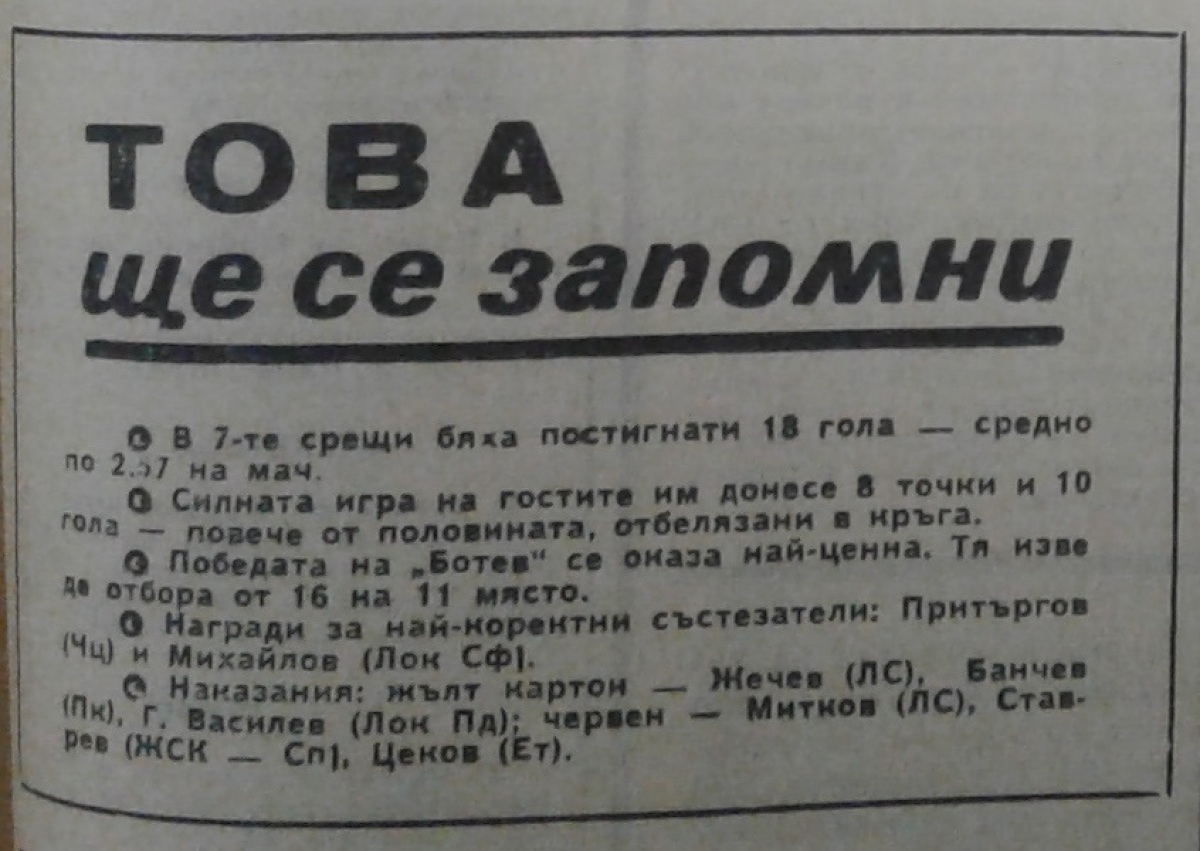 ТОВА
ще се запомни
В 7-те срещи бяха постигнати 18 гола — средно
по 2.57 на мач.
Силната игра на гостите им донесе 8 точки и 10
гола — повече от половината, отбелязани в кръга.
Победата на „Ботев“ се оказа най-ценна. Тя изве
де отбора от 16 на 11 място.
Награди за най-коректни състезатели: Притъргов
(Чц) и Михайлов (Лок Сф).
Наказания: жълт картон — Жечев (ЛС), Банчев
(Пк), Г. Василев (Лок Пд); червен — Митков (ЛС), Став-
рев (ЖСК — Сп), Цеков (Ет).